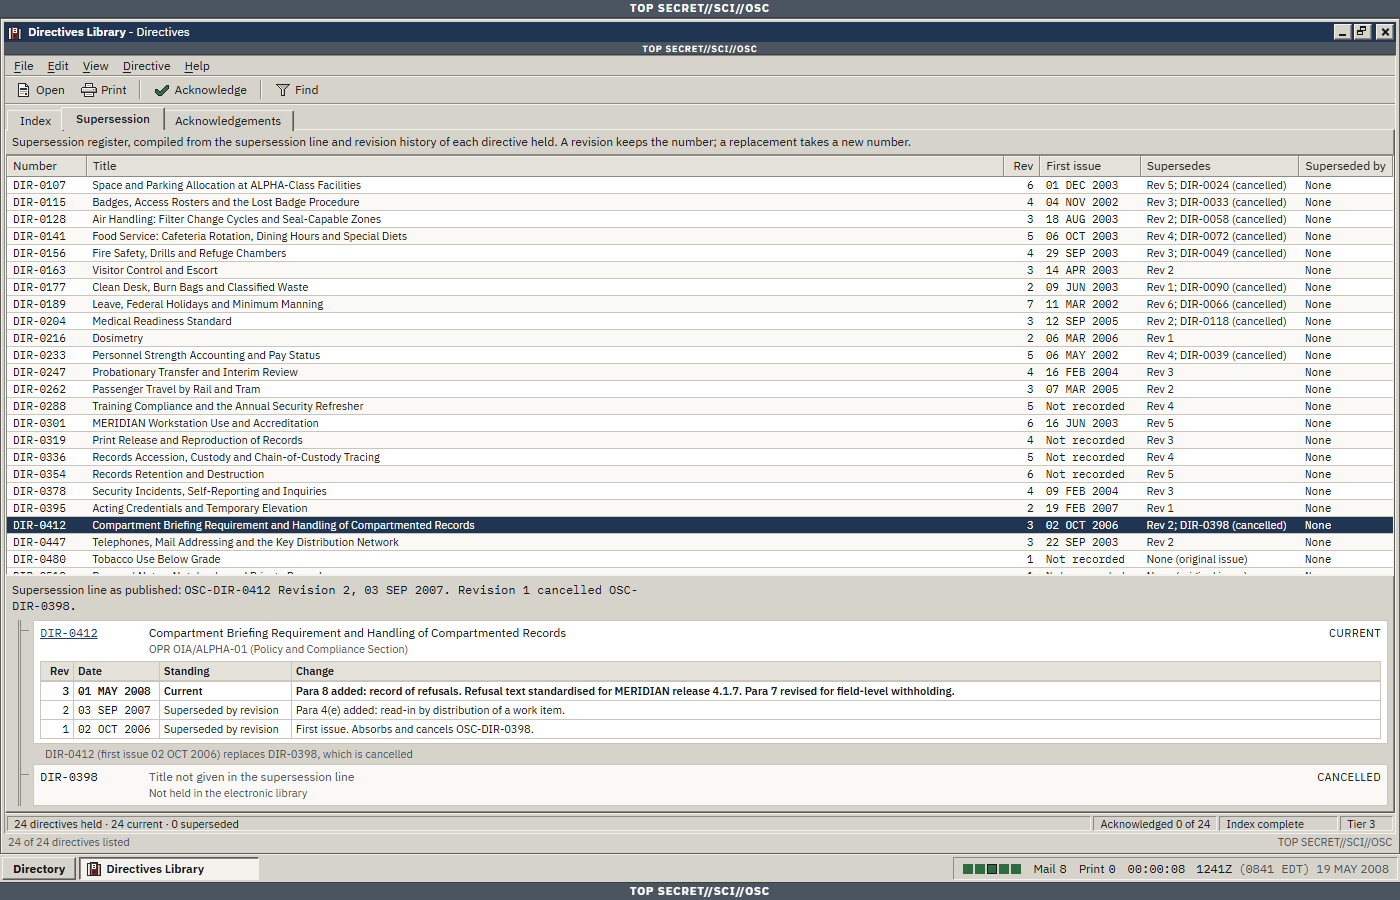 TOP SECRET//SCI//OSC
Directives Library - Directives
TOP SECRET//SCI//OSC
File Edit View Directive Help
Open Print Acknowledge Find
Index Supersession Acknowledgements
Supersession register, compiled from the supersession line and revision history of each directive held. A revision keeps the number; a replacement takes a new number.
Number Title Rev First issue Supersedes Superseded by
DIR-0107 Space and Parking Allocation at ALPHA-Class Facilities 6 01 DEC 2003 Rev 5; DIR-0024 (cancelled) None
DIR-0115 Badges, Access Rosters and the Lost Badge Procedure 4 04 NOV 2002 Rev 3; DIR-0033 (cancelled) None
DIR-0128 Air Handling: Filter Change Cycles and Seal-Capable Zones 3 18 AUG 2003 Rev 2; DIR-0058 (cancelled) None
DIR-0141 Food Service: Cafeteria Rotation, Dining Hours and Special Diets 5 06 OCT 2003 Rev 4; DIR-0072 (cancelled) None
DIR-0156 Fire Safety, Drills and Refuge Chambers 4 29 SEP 2003 Rev 3; DIR-0049 (cancelled) None
DIR-0163 Visitor Control and Escort 3 14 APR 2003 Rev 2 None
DIR-0177 Clean Desk, Burn Bags and Classified Waste 2 09 JUN 2003 Rev 1; DIR-0090 (cancelled) None
DIR-0189 Leave, Federal Holidays and Minimum Manning 7 11 MAR 2002 Rev 6; DIR-0066 (cancelled) None
DIR-0204 Medical Readiness Standard 3 12 SEP 2005 Rev 2; DIR-0118 (cancelled) None
DIR-0216 Dosimetry 2 06 MAR 2006 Rev 1 None
DIR-0233 Personnel Strength Accounting and Pay Status 5 06 MAY 2002 Rev 4; DIR-0039 (cancelled) None
DIR-0247 Probationary Transfer and Interim Review 4 16 FEB 2004 Rev 3 None
DIR-0262 Passenger Travel by Rail and Tram 3 07 MAR 2005 Rev 2 None
DIR-0288 Training Compliance and the Annual Security Refresher 5 Not recorded Rev 4 None
DIR-0301 MERIDIAN Workstation Use and Accreditation 6 16 JUN 2003 Rev 5 None
DIR-0319 Print Release and Reproduction of Records 4 Not recorded Rev 3 None
DIR-0336 Records Accession, Custody and Chain-of-Custody Tracing 5 Not recorded Rev 4 None
DIR-0354 Records Retention and Destruction 6 Not recorded Rev 5 None
DIR-0378 Security Incidents, Self-Reporting and Inquiries 4 09 FEB 2004 Rev 3 None
DIR-0395 Acting Credentials and Temporary Elevation 2 19 FEB 2007 Rev 1 None
DIR-0412 Compartment Briefing Requirement and Handling of Compartmented Records 3 02 OCT 2006 Rev 2; DIR-0398 (cancelled) None
DIR-0447 Telephones, Mail Addressing and the Key Distribution Network 3 22 SEP 2003 Rev 2 None
DIR-0480 Tobacco Use Below Grade 1 Not recorded None (original issue) None
Supersession line as published: OSC-DIR-0412 Revision 2, 03 SEP 2007. Revision 1 cancelled OSC-
DIR-0398.
DIR-0412 Compartment Briefing Requirement and Handling of Compartmented Records CURRENT
OPR OIA/ALPHA-01 (Policy and Compliance Section)
Rev Date Standing Change
3 01 MAY 2008 Current Para 8 added: record of refusals. Refusal text standardised for MERIDIAN release 4.1.7. Para 7 revised for field-level withholding.
2 03 SEP 2007 Superseded by revision Para 4(e) added: read-in by distribution of a work item.
1 02 OCT 2006 Superseded by revision First issue. Absorbs and cancels OSC-DIR-0398.
DIR-0412 (first issue 02 OCT 2006) replaces DIR-0398, which is cancelled
DIR-0398 Title not given in the supersession line CANCELLED
Not held in the electronic library
24 directives held · 24 current · 0 superseded Acknowledged 0 of 24 Index complete Tier 3
24 of 24 directives listed TOP SECRET//SCI//OSC
Directory Directives Library Mail 8 Print 0 00:00:08 1241Z (0841 EDT) 19 MAY 2008
TOP SECRET//SCI//OSC